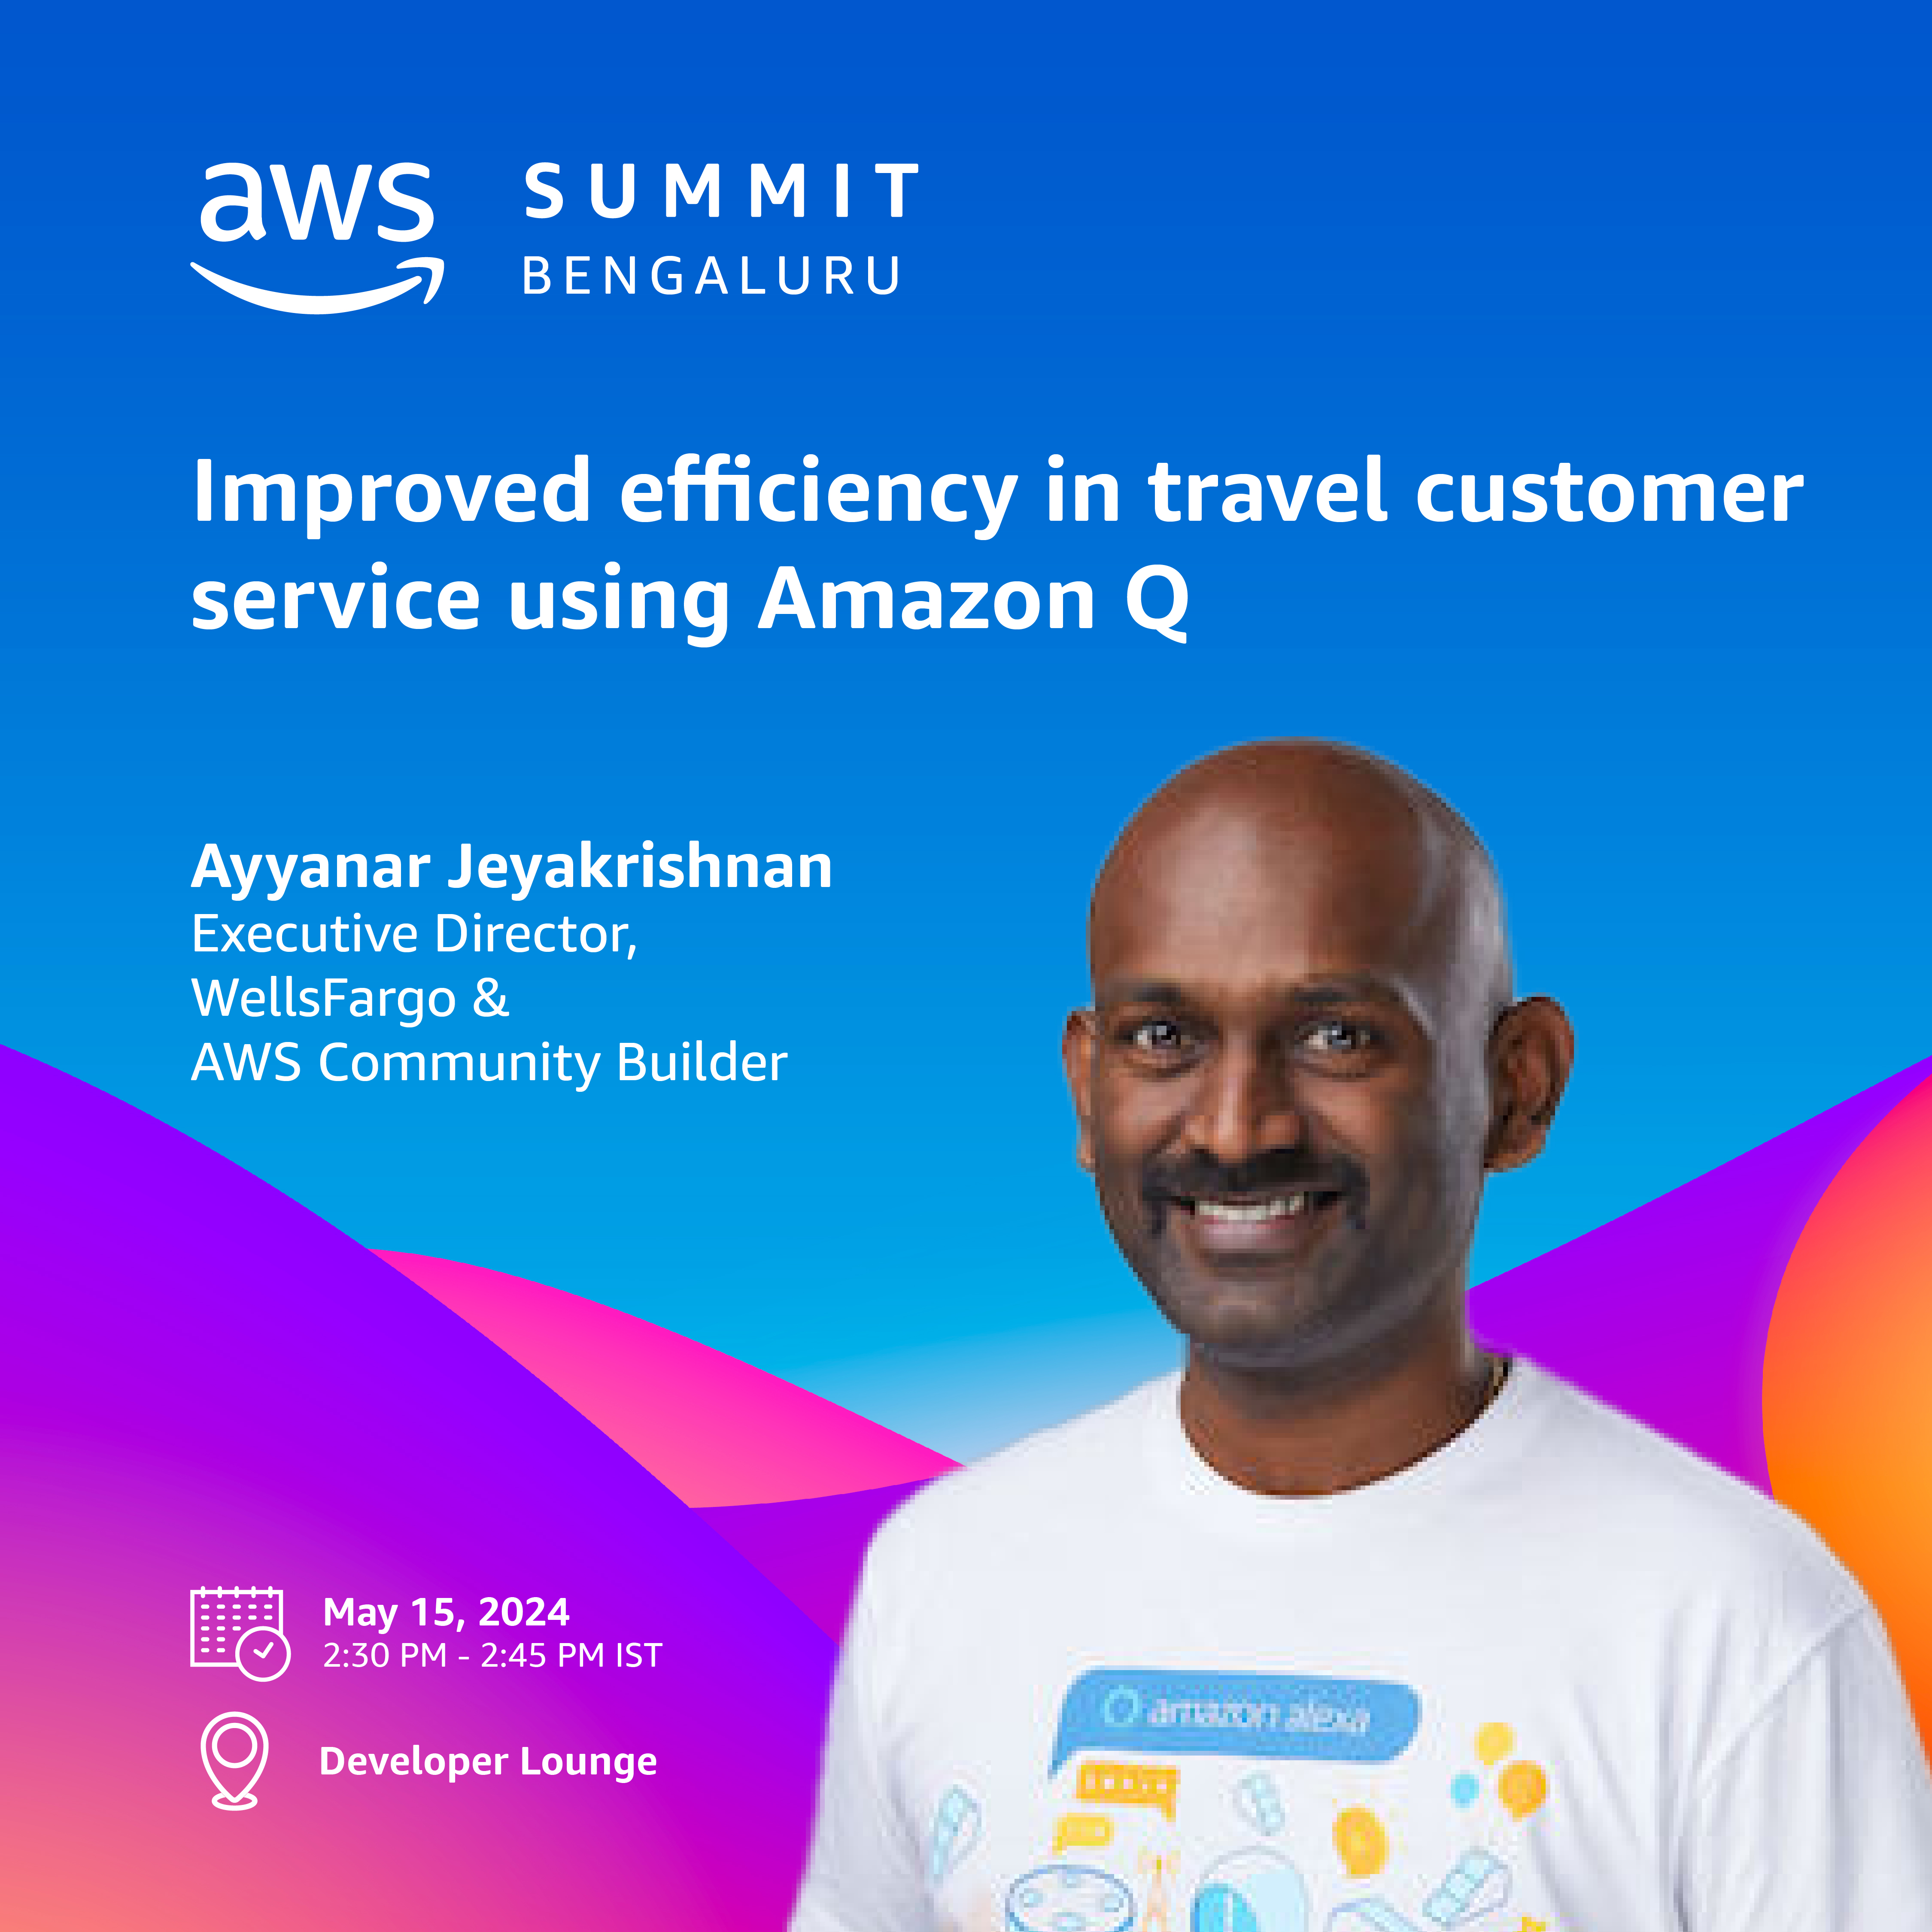 aws
SUMMIT
BENGALURU
Improved efficiency in travel customer
service using Amazon Q
Ayyanar Jeyakrishnan
Executive Director,
WellsFargo &
AWS Community Builder
May 15, 2024
2:30 PM - 2:45 PM IST
Developer Lounge
amazon alexa